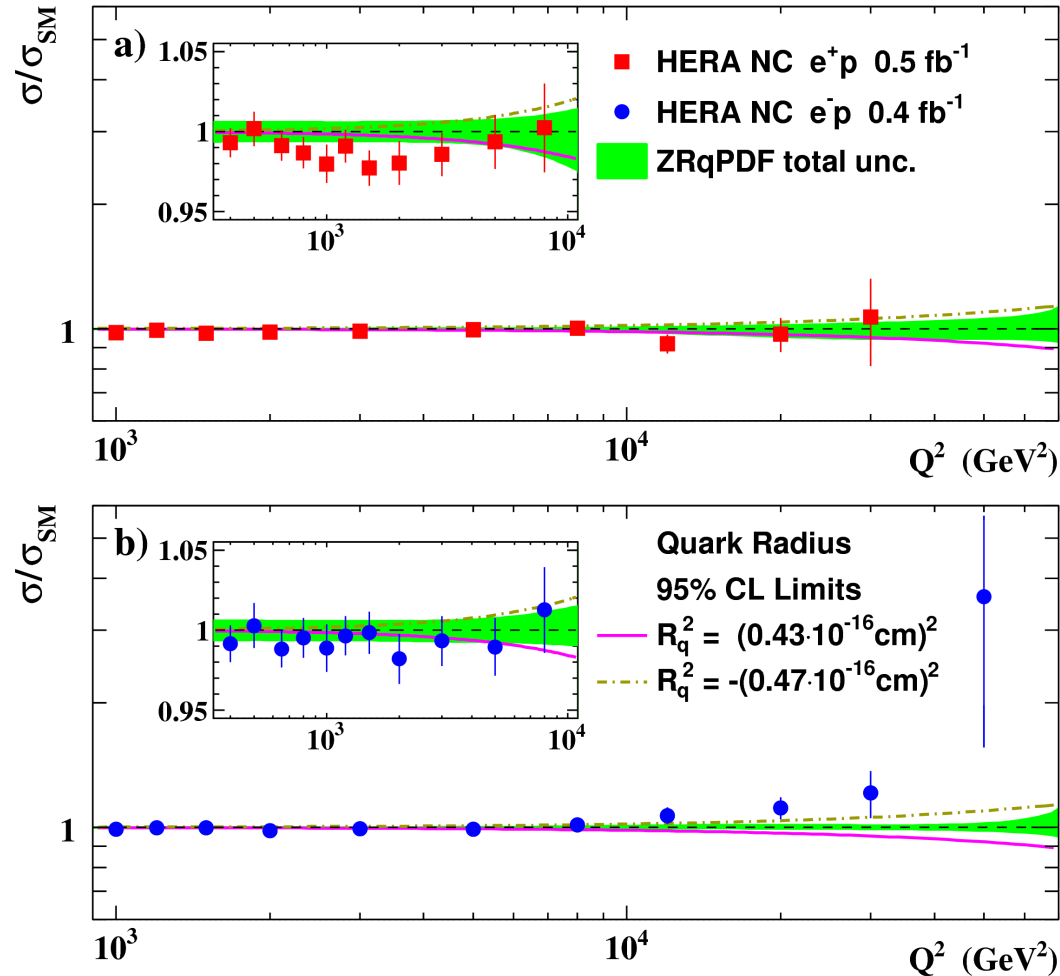 a)
σ/σSM
1.05
1
0.95
10³
10⁴
HERA NC e⁺p 0.5 fb⁻¹
HERA NC e⁻p 0.4 fb⁻¹
ZRqPDF total unc.
1
10³
10⁴
Q² (GeV²)
b)
σ/σSM
1.05
1
0.95
10³
10⁴
Quark Radius
95% CL Limits
R²q = (0.43·10⁻¹⁶cm)²
R²q = -(0.47·10⁻¹⁶cm)²
1
10³
10⁴
Q² (GeV²)